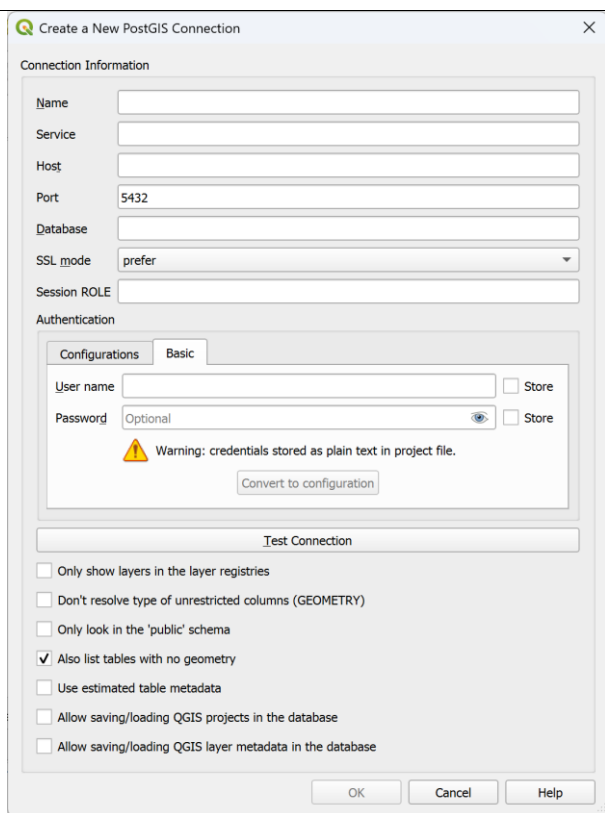 Create a New PostGIS Connection
Connection Information
Name
Service
Host
Port 5432
Database
SSL mode prefer
Session ROLE
Authentication
Configurations Basic
User name Store
Password Optional Store
Warning: credentials stored as plain text in project file.
Convert to configuration
Test Connection
Only show layers in the layer registries
Don't resolve type of unrestricted columns (GEOMETRY)
Only look in the 'public' schema
Also list tables with no geometry
Use estimated table metadata
Allow saving/loading QGIS projects in the database
Allow saving/loading QGIS layer metadata in the database
OK Cancel Help